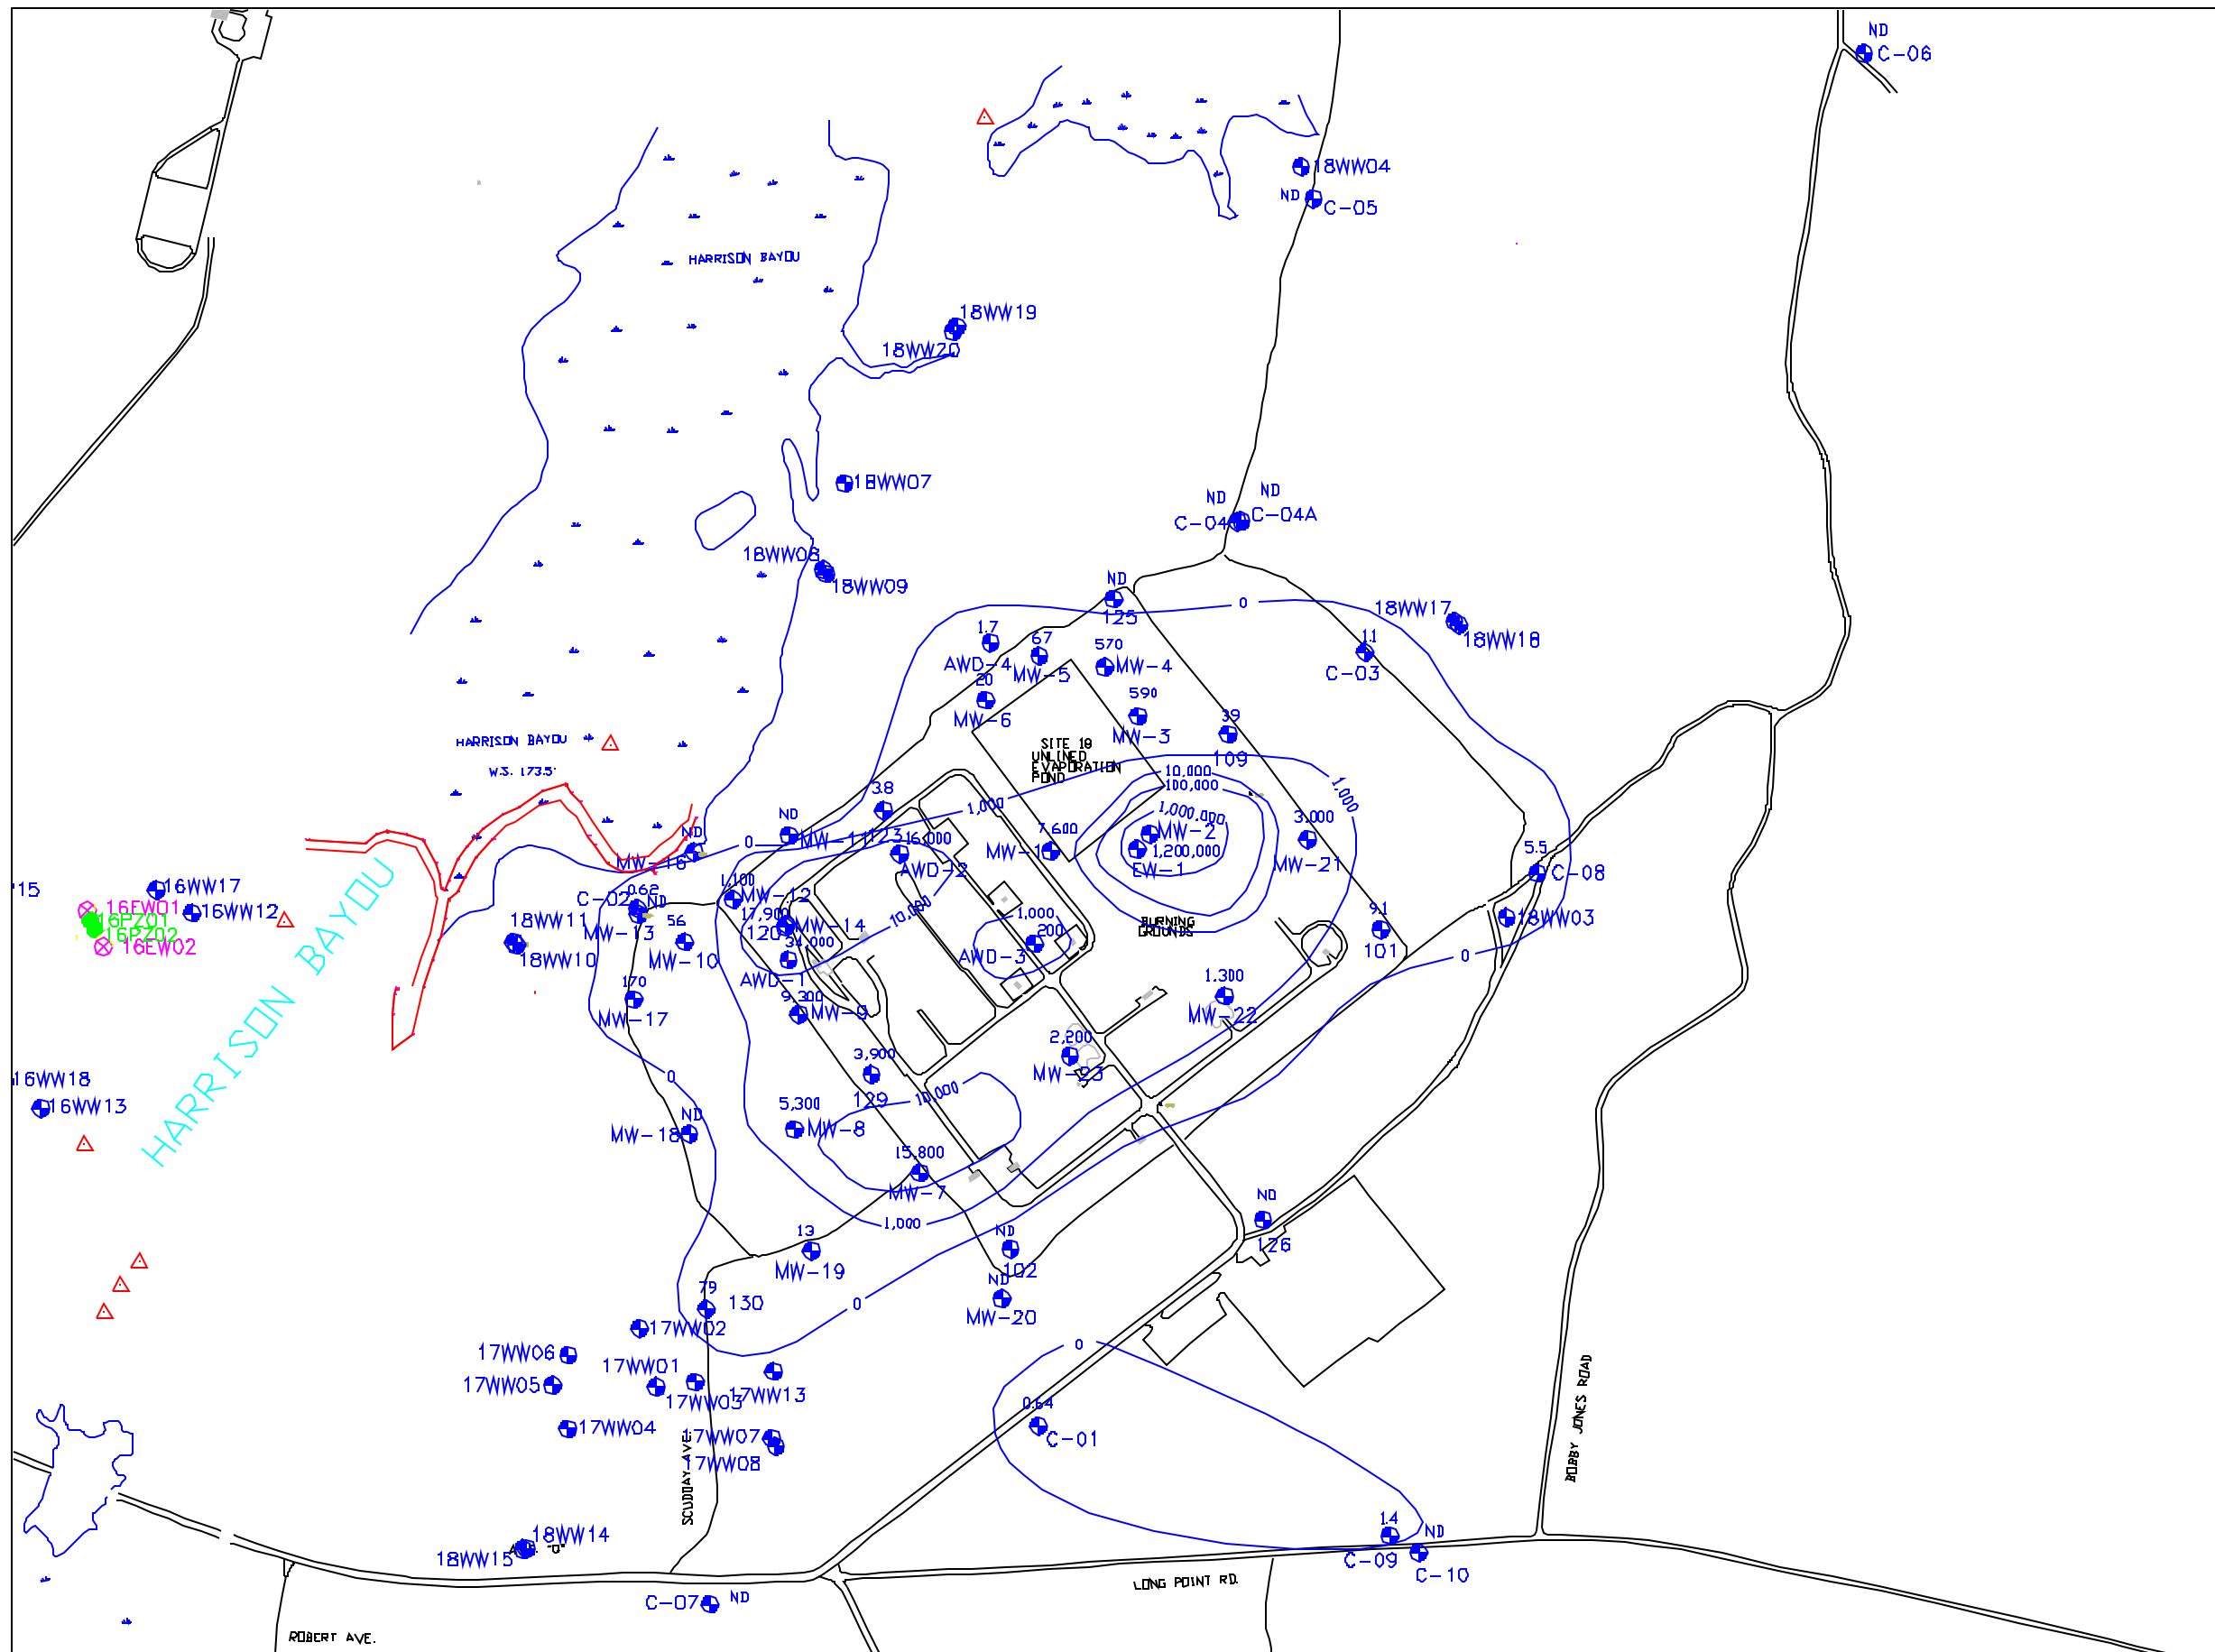 ND
C-06
18WW04
ND
C-05
HARRISON BAYOU
18WW19
18WW20
18WW07
ND
ND
C-04
C-04A
18WW08
18WW09
ND
125
0
18WW17
18WW18
1.7
AWD-4
67
MW-5
570
MW-4
11
C-03
20
MW-6
590
MW-3
39
109
HARRISON BAYOU
W.S. 173.5'
SITE 18
UNLINED
EVAPORATION
POND
10,000
100,000
1,000,000
1,000
1,000
3.8
123
ND
MW-11
0
ND
MW-16
16,000
AWD-2
7,600
MW-1
MW-2
1,200,000
EW-1
3,000
MW-21
5.5
C-08
'15
16WW17
16WW12
16EW01
16PZ01
16PZ02
16EW02
HARRISON BAYOU
C-02
0.62
ND
MW-13
1,100
MW-12
17,900
120
MW-14
34,000
AWD-1
10,000
1,000
200
AWD-3
BURNING
GROUNDS
9.1
101
18WW03
18WW11
18WW10
56
MW-10
170
MW-17
9,300
MW-9
1,300
MW-22
0
2,200
MW-23
16WW18
16WW13
0
3,900
129
10,000
5,300
MW-8
ND
MW-18
15,800
MW-7
1,000
13
MW-19
ND
102
ND
MW-20
ND
126
79
130
0
17WW02
17WW06
17WW05
17WW01
17WW03
17WW13
17WW04
17WW07
17WW08
SCUDDAY AVE.
0
0.64
C-01
BOBBY JONES ROAD
18WW14
18WW15
1.4
C-09
ND
C-10
LONG POINT RD.
C-07
ND
ROBERT AVE.